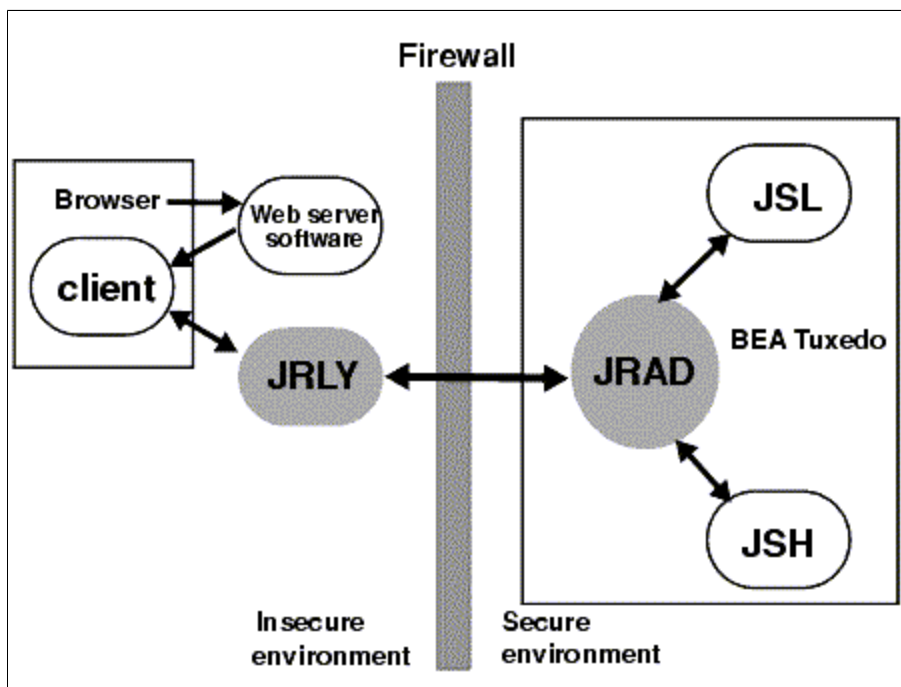 Firewall
Browser
Web server
software
client
JRLY
JSL
JRAD
BEA Tuxedo
JSH
Insecure
environment
Secure
environment